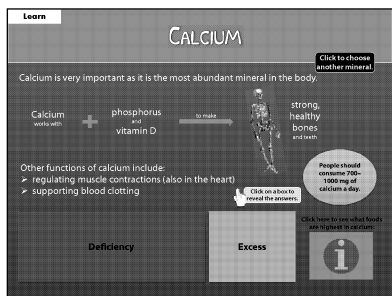 Learn
CALCIUM
Click to choose
another mineral.
Calcium is very important as it is the most abundant mineral in the body.
Calcium
works with
phosphorus
and
vitamin D
to make
strong,
healthy
bones
and teeth
Other functions of calcium include:
➢ regulating muscle contractions (also in the heart)
➢ supporting blood clotting
People should
consume 700–
1000 mg of
calcium a day.
Click on a box to
reveal the answers.
Deficiency
Excess
Click here to see what foods
are highest in calcium: